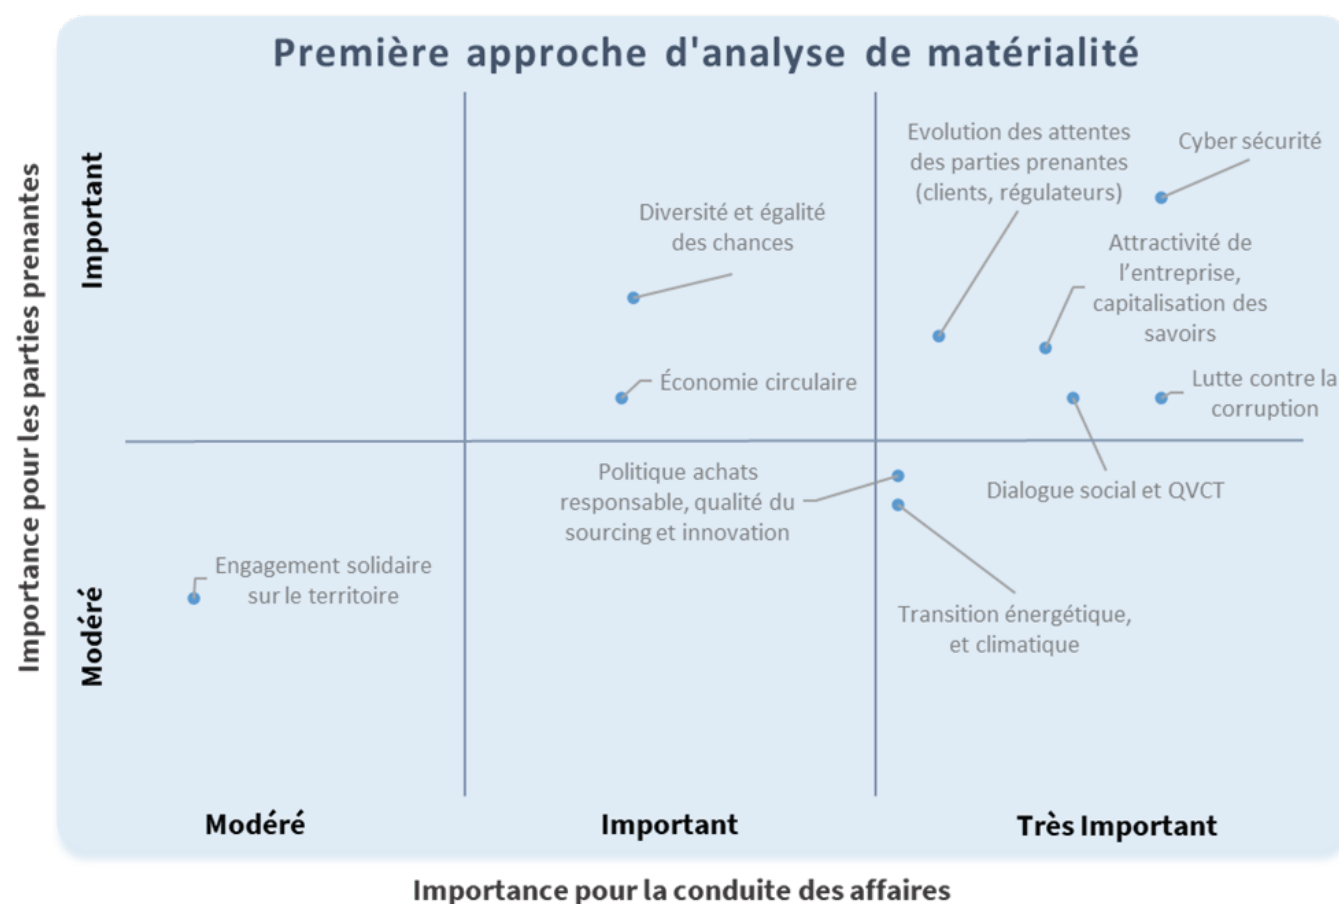 Première approche d'analyse de matérialité
Importance pour les parties prenantes
Important
Modéré
Evolution des attentes
des parties prenantes
(clients, régulateurs)
Cyber sécurité
Diversité et égalité
des chances
Attractivité de
l’entreprise,
capitalisation des
savoirs
Économie circulaire
Lutte contre la
corruption
Politique achats
responsable, qualité du
sourcing et innovation
Dialogue social et QVCT
Engagement solidaire
sur le territoire
Transition énergétique,
et climatique
Modéré
Important
Très Important
Importance pour la conduite des affaires